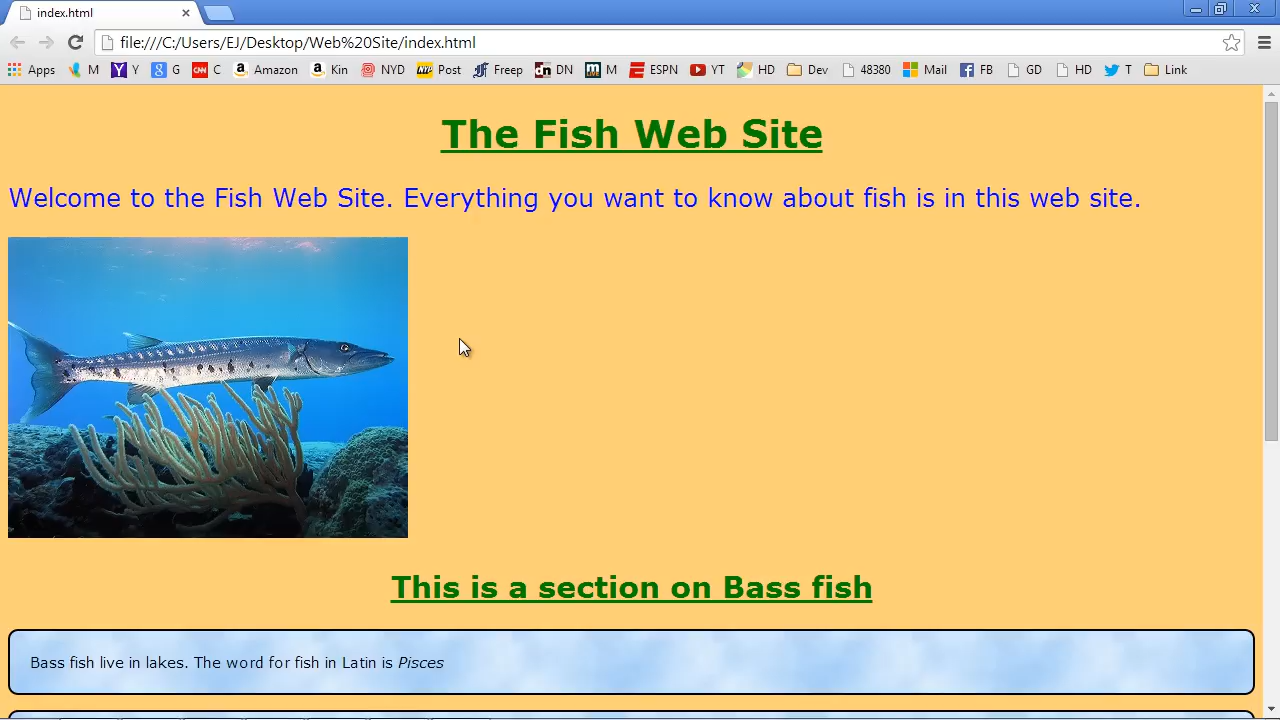 index.html
file:///C:/Users/EJ/Desktop/Web%20Site/index.html
Apps M Y G CNN C a Amazon a Kin NYD NYP Post Freep dn DN m M E ESPN YT HD Dev 48380 Mail f FB GD HD T Link
The Fish Web Site
Welcome to the Fish Web Site. Everything you want to know about fish is in this web site.
This is a section on Bass fish
Bass fish live in lakes. The word for fish in Latin is Pisces